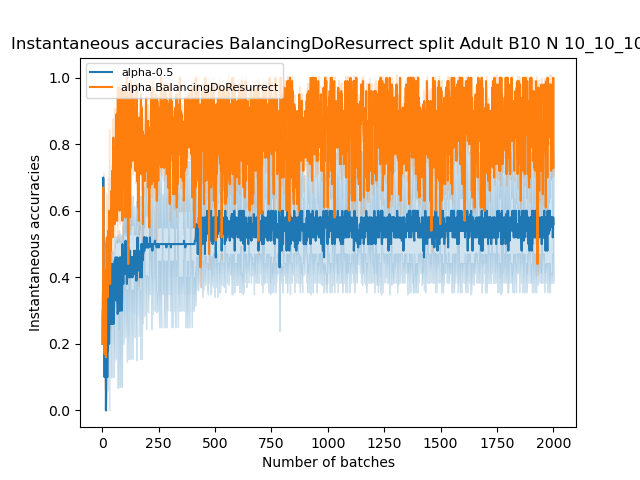 Instantaneous accuracies BalancingDoResurrect split Adult B10 N 10_10_10
alpha-0.5
alpha BalancingDoResurrect
1.0
0.8
0.6
0.4
0.2
0.0
Instantaneous accuracies
0 250 500 750 1000 1250 1500 1750 2000
Number of batches